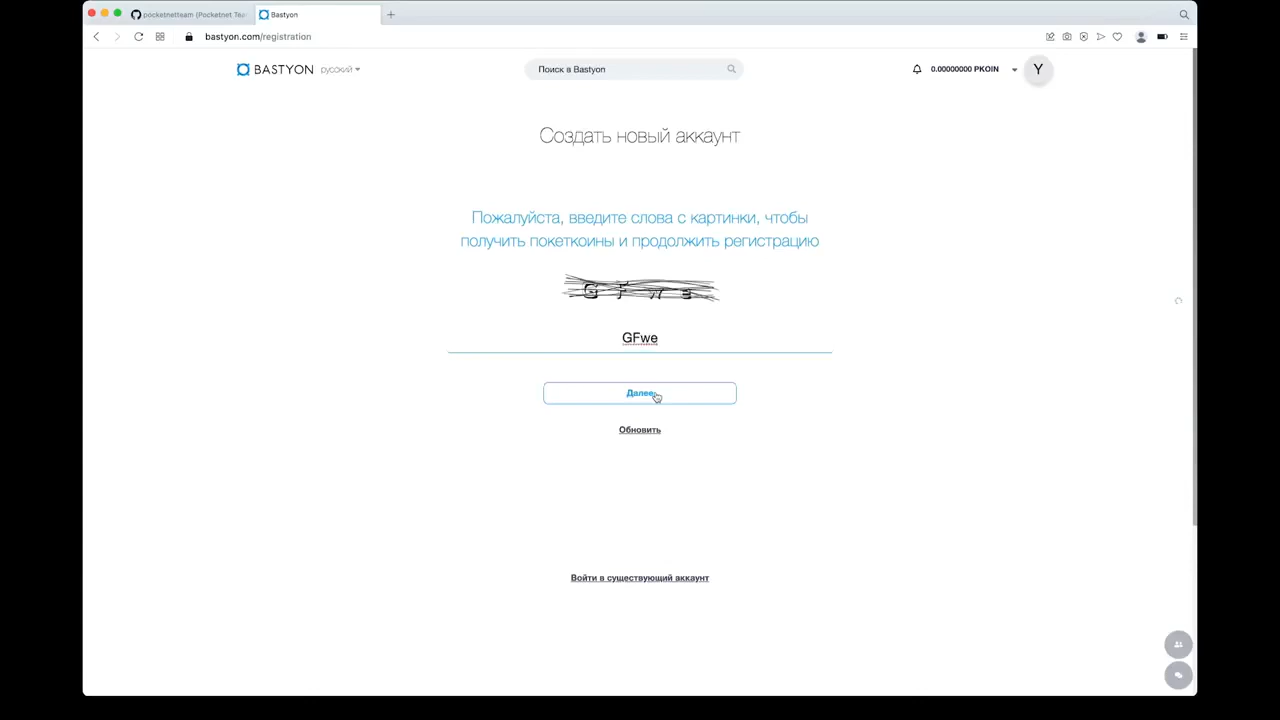 pocketnetteam (Pocketnet Tea
Bastyon
bastyon.com/registration
BASTYON
русский
Поиск в Bastyon
0.00000000 PKOIN
Y
Создать новый аккаунт
Пожалуйста, введите слова с картинки, чтобы
получить покеткоины и продолжить регистрацию
GFwe
Далее
Обновить
Войти в существующий аккаунт